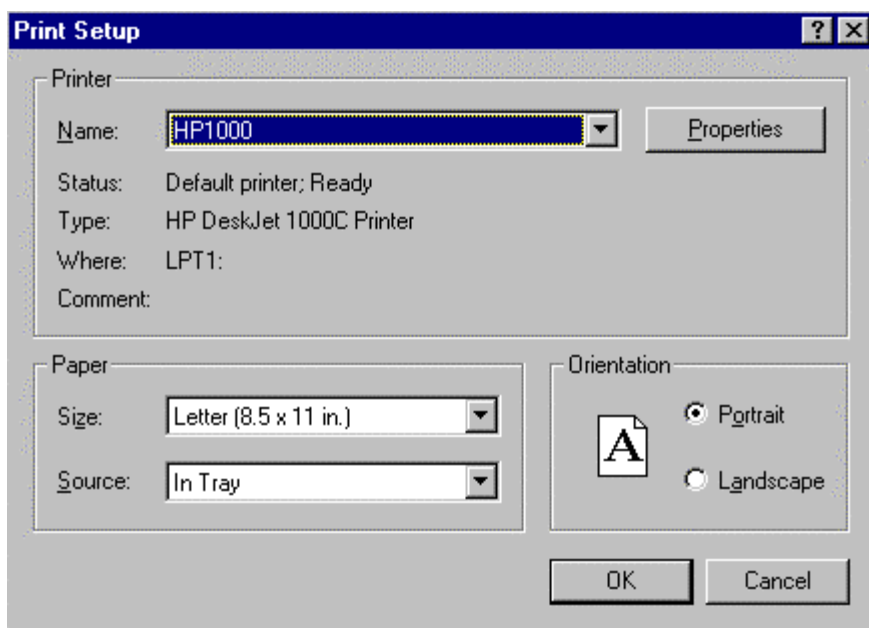 Print Setup
Printer
Name: HP1000 Properties
Status: Default printer; Ready
Type: HP DeskJet 1000C Printer
Where: LPT1:
Comment:
Paper
Size: Letter (8.5 x 11 in.)
Source: In Tray
Orientation
A
Portrait
Landscape
OK Cancel